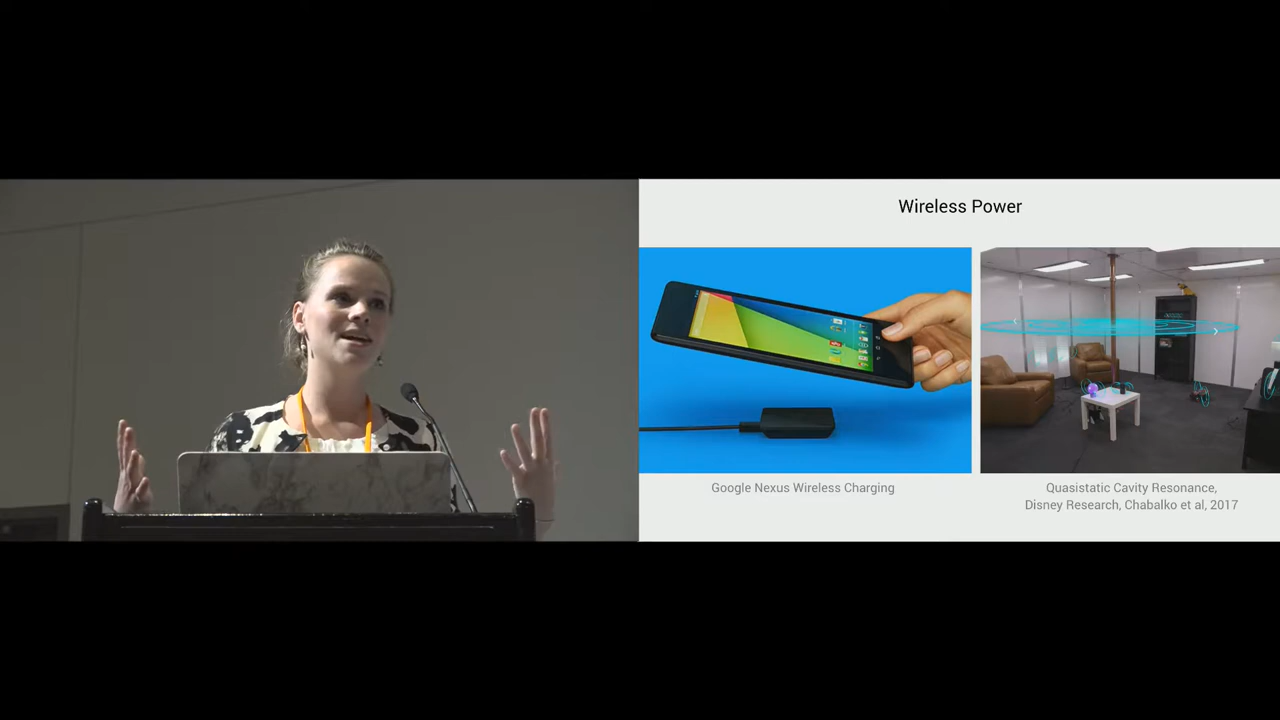 Wireless Power
Google Nexus Wireless Charging
Quasistatic Cavity Resonance,
Disney Research, Chabalko et al, 2017